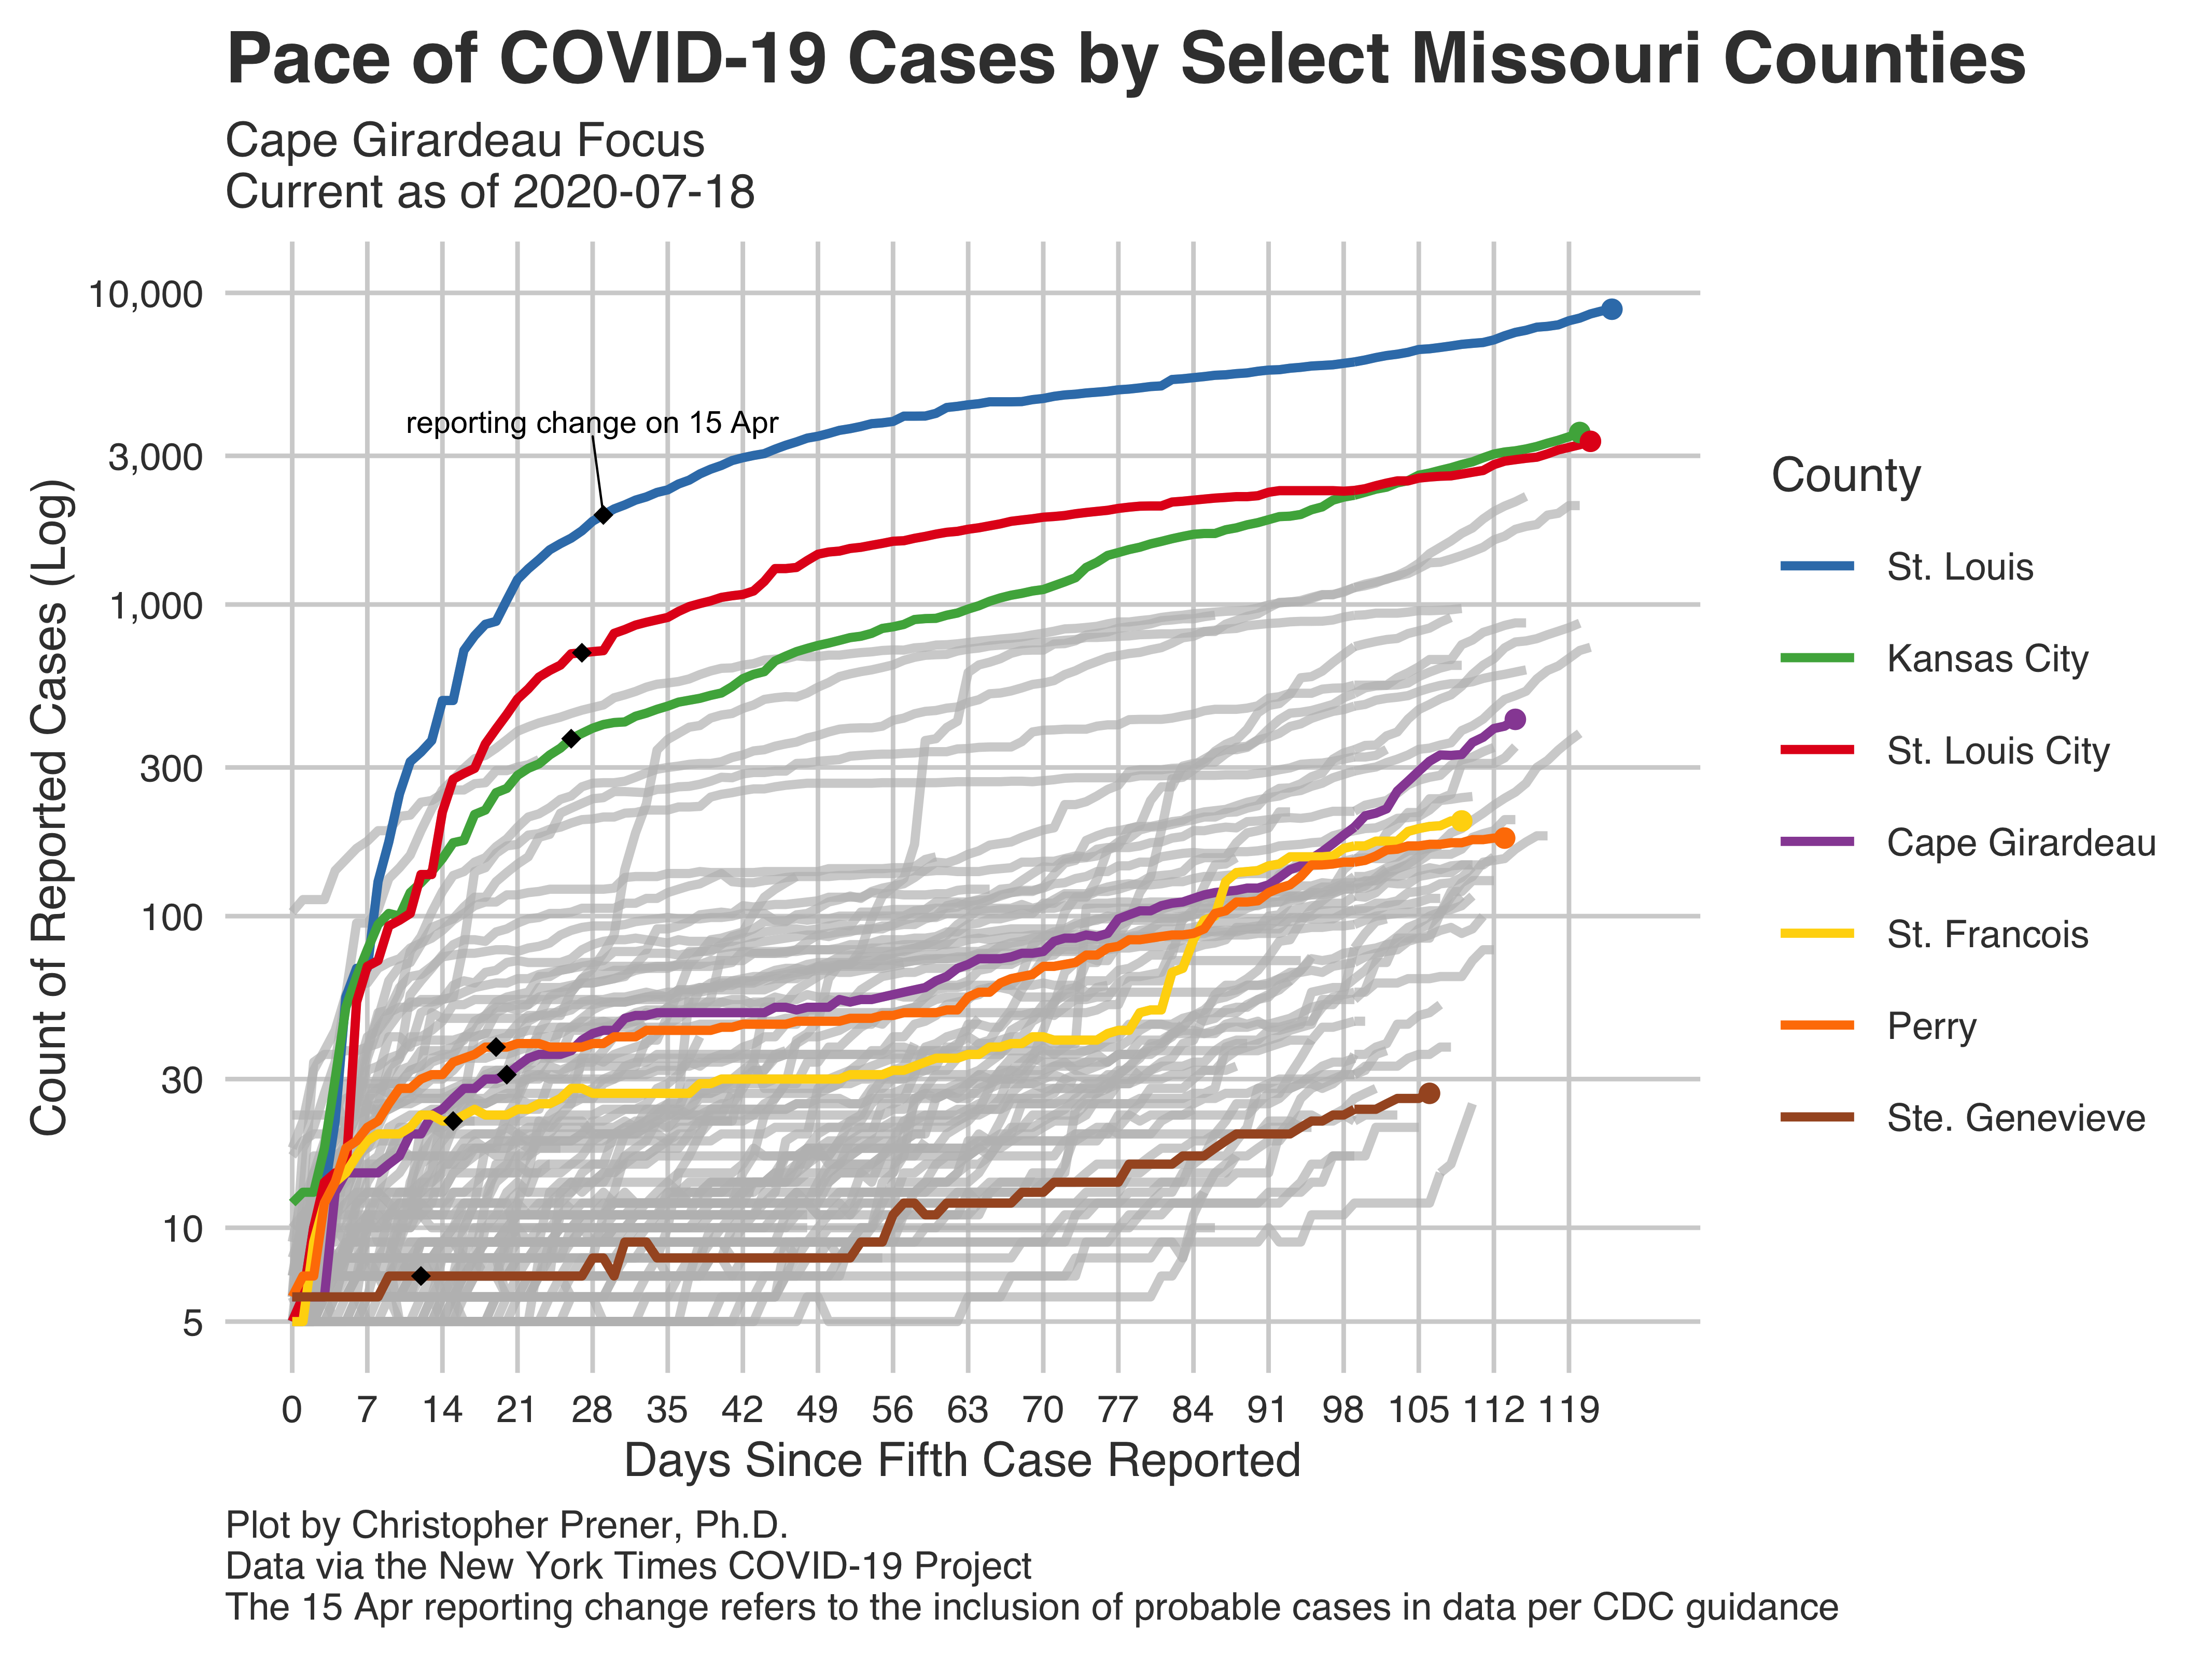 Pace of COVID-19 Cases by Select Missouri Counties
Cape Girardeau Focus
Current as of 2020-07-18
10,000
3,000
1,000
300
100
30
10
5
Count of Reported Cases (Log)
reporting change on 15 Apr
0 7 14 21 28 35 42 49 56 63 70 77 84 91 98 105 112 119
Days Since Fifth Case Reported
County
St. Louis
Kansas City
St. Louis City
Cape Girardeau
St. Francois
Perry
Ste. Genevieve
Plot by Christopher Prener, Ph.D.
Data via the New York Times COVID-19 Project
The 15 Apr reporting change refers to the inclusion of probable cases in data per CDC guidance